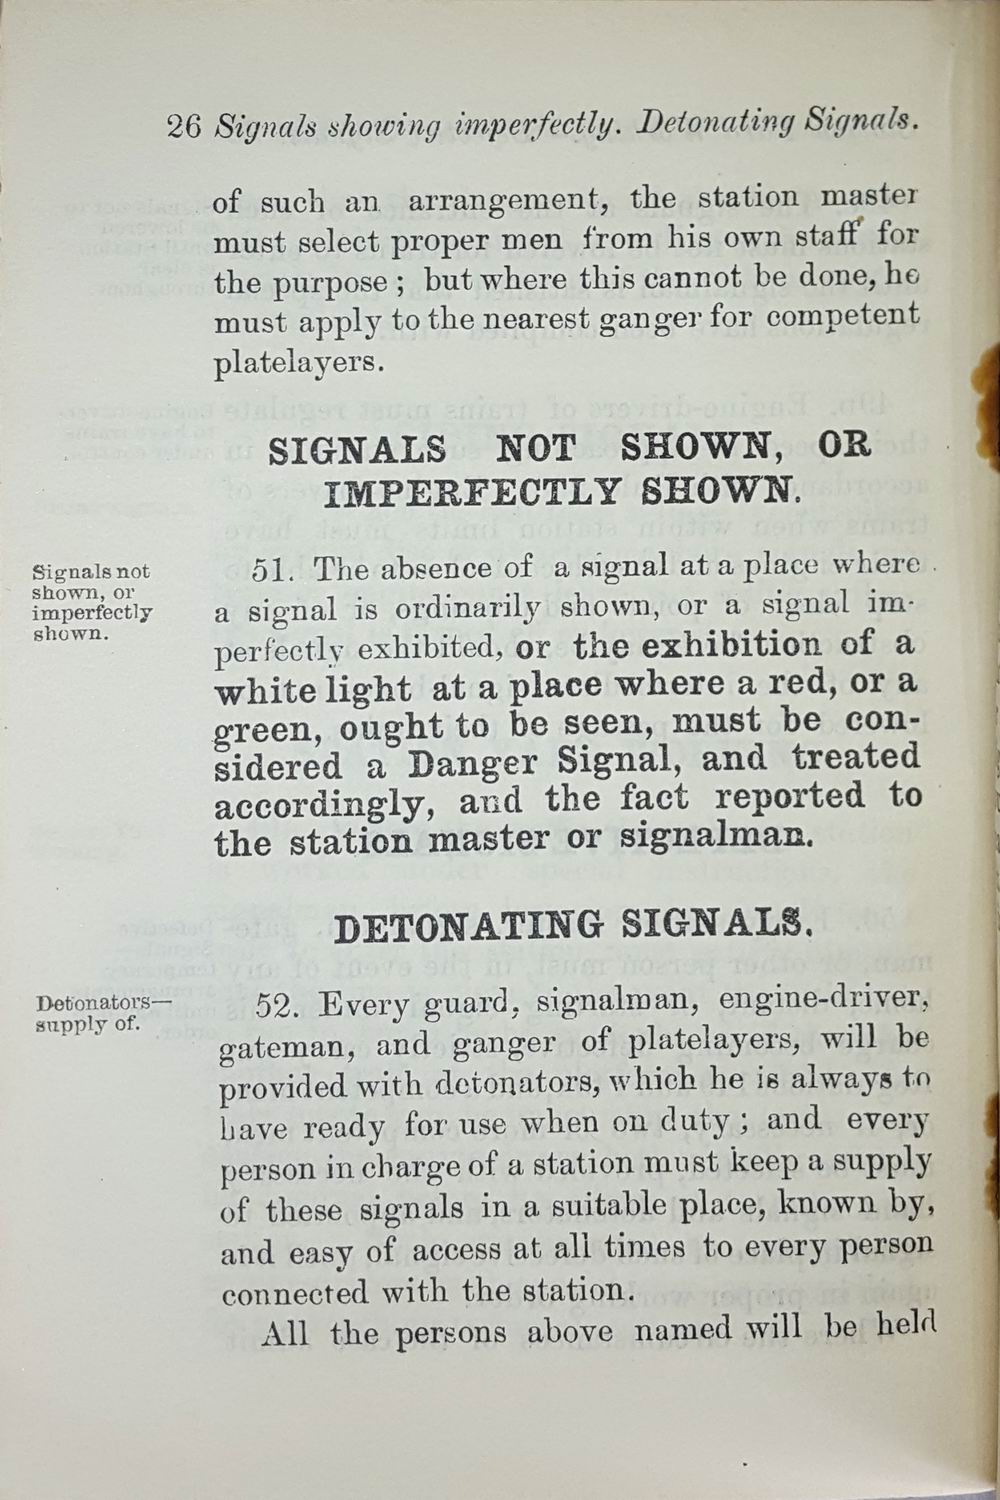 26 Signals showing imperfectly. Detonating Signals.
of such an arrangement, the station master
must select proper men from his own staff for
the purpose; but where this cannot be done, he
must apply to the nearest ganger for competent
platelayers.
SIGNALS NOT SHOWN, OR
IMPERFECTLY SHOWN.
Signals not
shown, or
imperfectly
shown.
51. The absence of a signal at a place where
a signal is ordinarily shown, or a signal im-
perfectly exhibited, or the exhibition of a
white light at a place where a red, or a
green, ought to be seen, must be con-
sidered a Danger Signal, and treated
accordingly, and the fact reported to
the station master or signalman.
DETONATING SIGNALS.
Detonators—
supply of.
52. Every guard, signalman, engine-driver,
gateman, and ganger of platelayers, will be
provided with detonators, which he is always to
have ready for use when on duty; and every
person in charge of a station must keep a supply
of these signals in a suitable place, known by,
and easy of access at all times to every person
connected with the station.
All the persons above named will be held